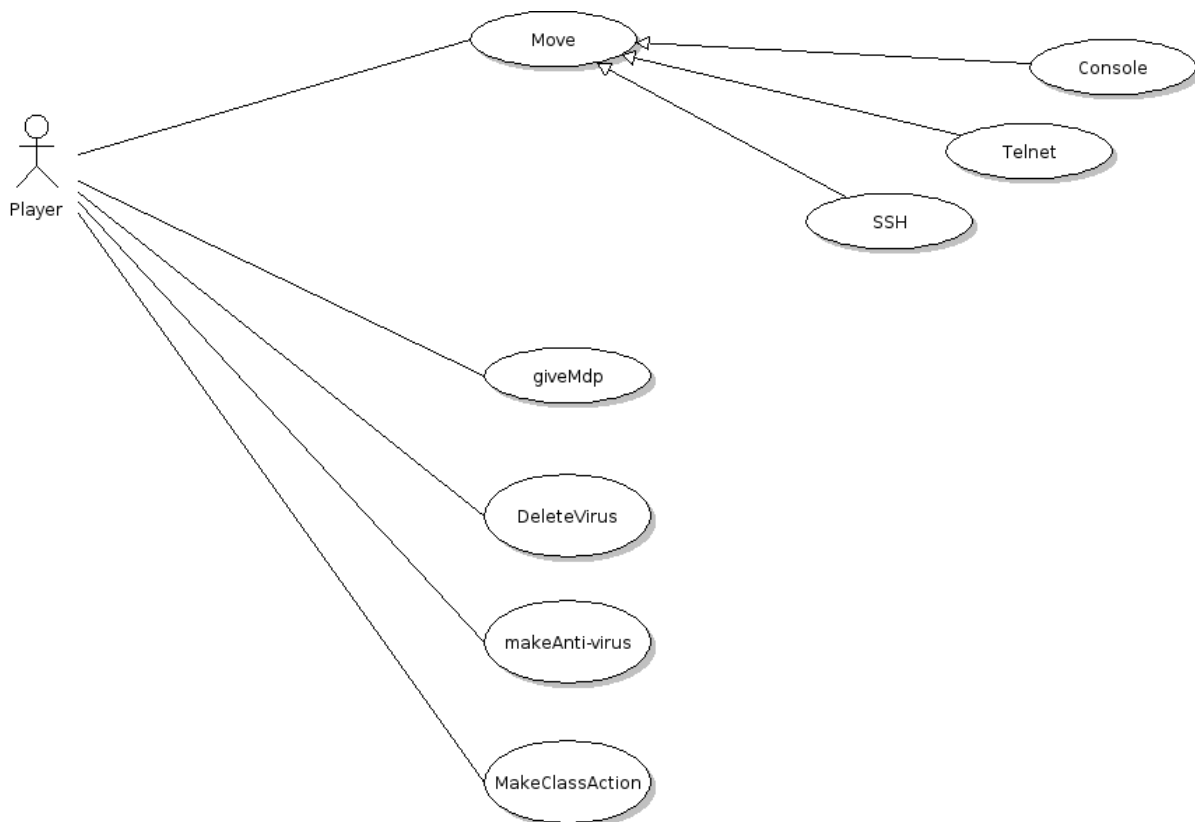 Move
Console
Telnet
Player
SSH
giveMdp
DeleteVirus
makeAnti-virus
MakeClassAction